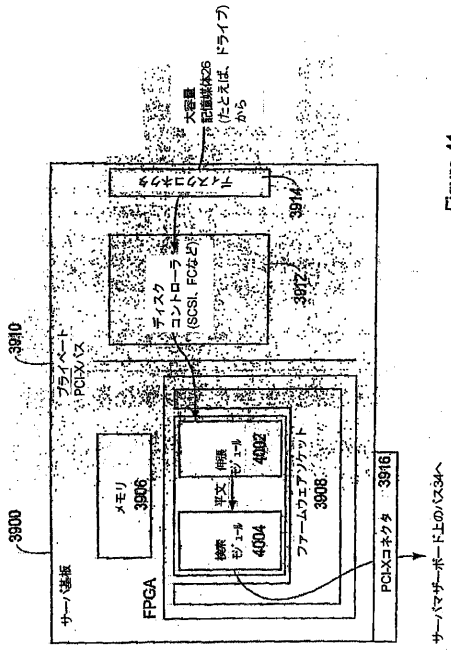 3900
3910
サーバ基板
プライベート
PCI-Xバス
メモリ
3906
FPGA
検索
モジュール
4004
平文
伸張
モジュール
4002
ファームウェアソケット
3908
ディスク
コントローラ
(SCSI、FCなど)
3912
ディスクコネクタ
3914
大容量
記憶媒体26
(たとえば、ドライブ)
から
PCI-Xコネクタ
3916
サーバマザーボード上のバス34へ
Figure 41